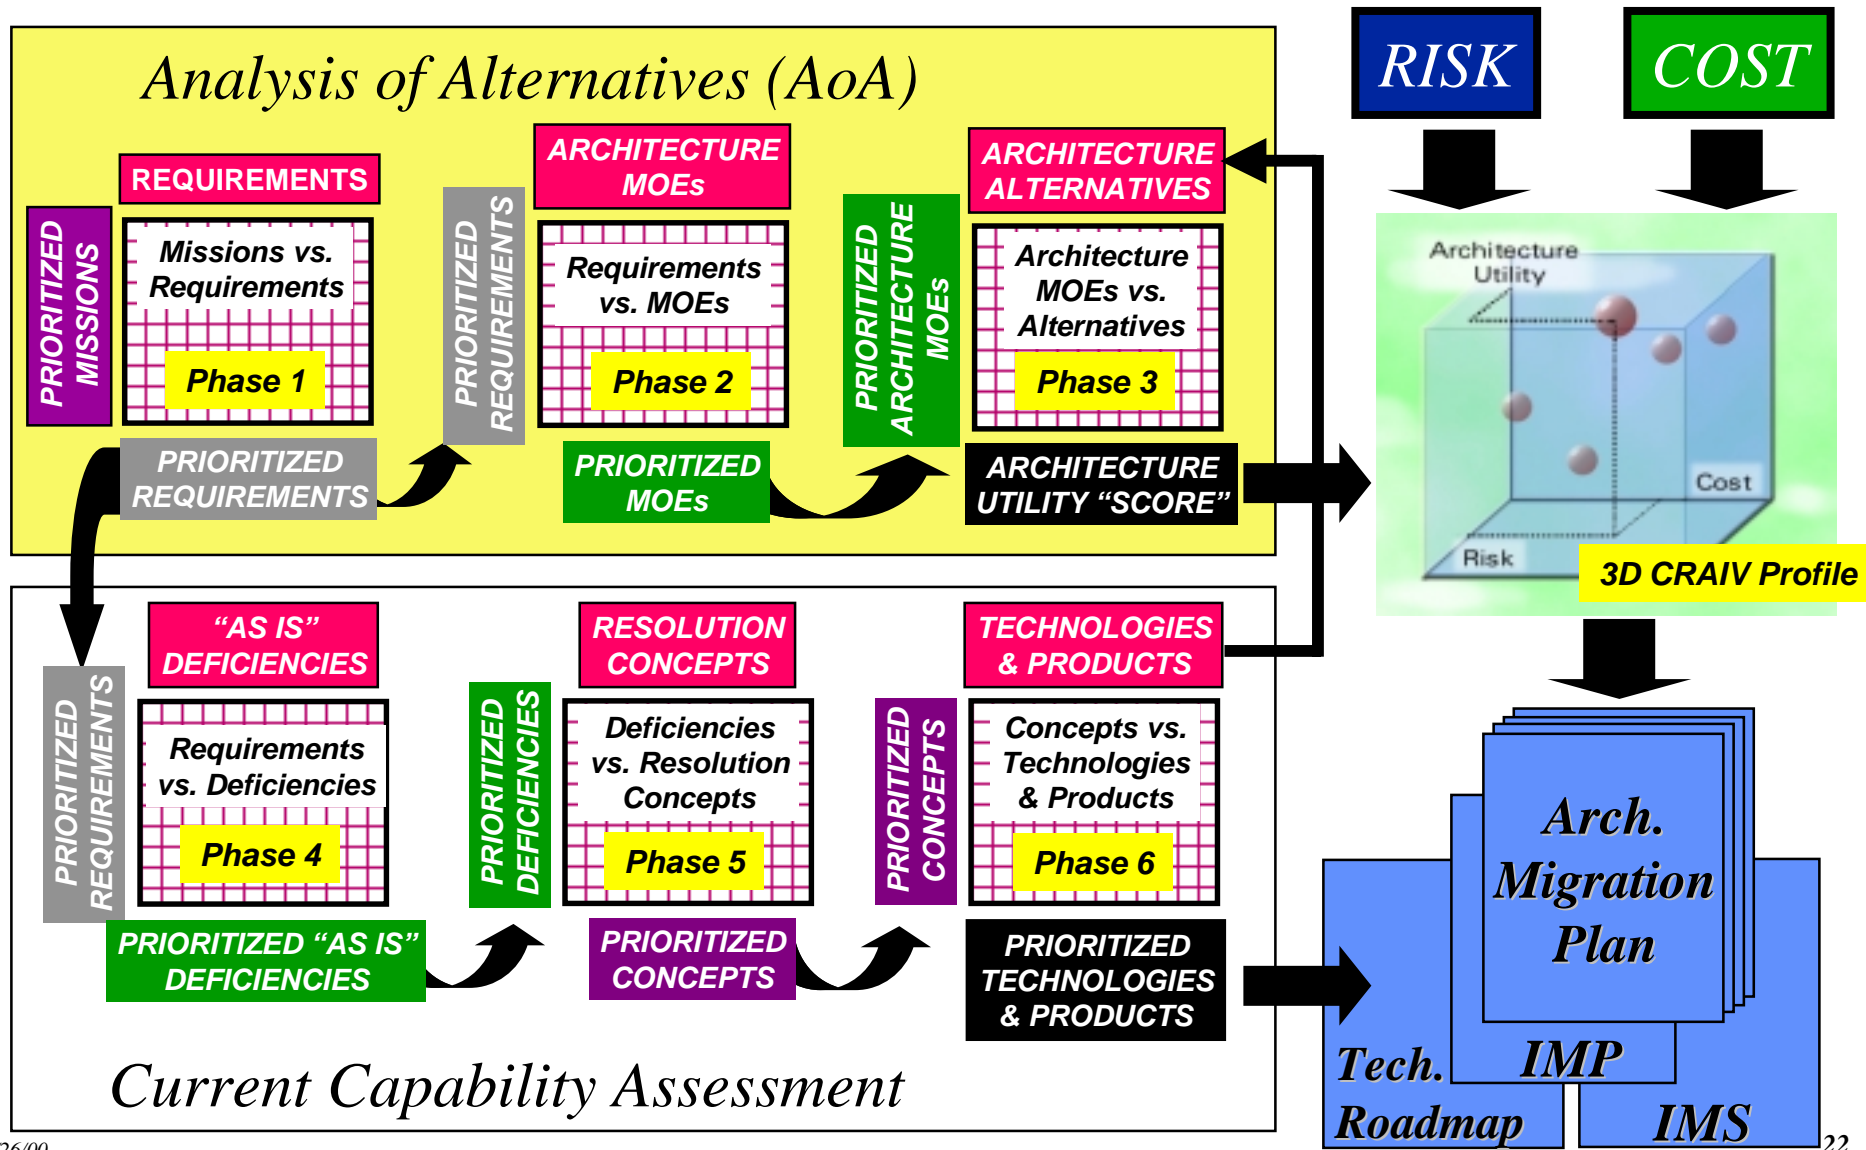 Analysis of Alternatives (AoA)
RISK
COST
REQUIREMENTS
ARCHITECTURE
MOEs
ARCHITECTURE
ALTERNATIVES
PRIORITIZED
MISSIONS
Missions vs.
Requirements
Phase 1
PRIORITIZED
REQUIREMENTS
PRIORITIZED
REQUIREMENTS
Requirements
vs. MOEs
Phase 2
PRIORITIZED
MOEs
PRIORITIZED
ARCHITECTURE
MOEs
Architecture
MOEs vs.
Alternatives
Phase 3
ARCHITECTURE
UTILITY “SCORE”
Architecture
Utility
Cost
Risk
3D CRAIV Profile
“AS IS”
DEFICIENCIES
RESOLUTION
CONCEPTS
TECHNOLOGIES
& PRODUCTS
PRIORITIZED
REQUIREMENTS
Requirements
vs. Deficiencies
Phase 4
PRIORITIZED “AS IS”
DEFICIENCIES
PRIORITIZED
DEFICIENCIES
Deficiencies
vs. Resolution
Concepts
Phase 5
PRIORITIZED
CONCEPTS
PRIORITIZED
CONCEPTS
Concepts vs.
Technologies
& Products
Phase 6
PRIORITIZED
TECHNOLOGIES
& PRODUCTS
Arch.
Migration
Plan
IMP
Tech.
Roadmap
IMS
Current Capability Assessment
22